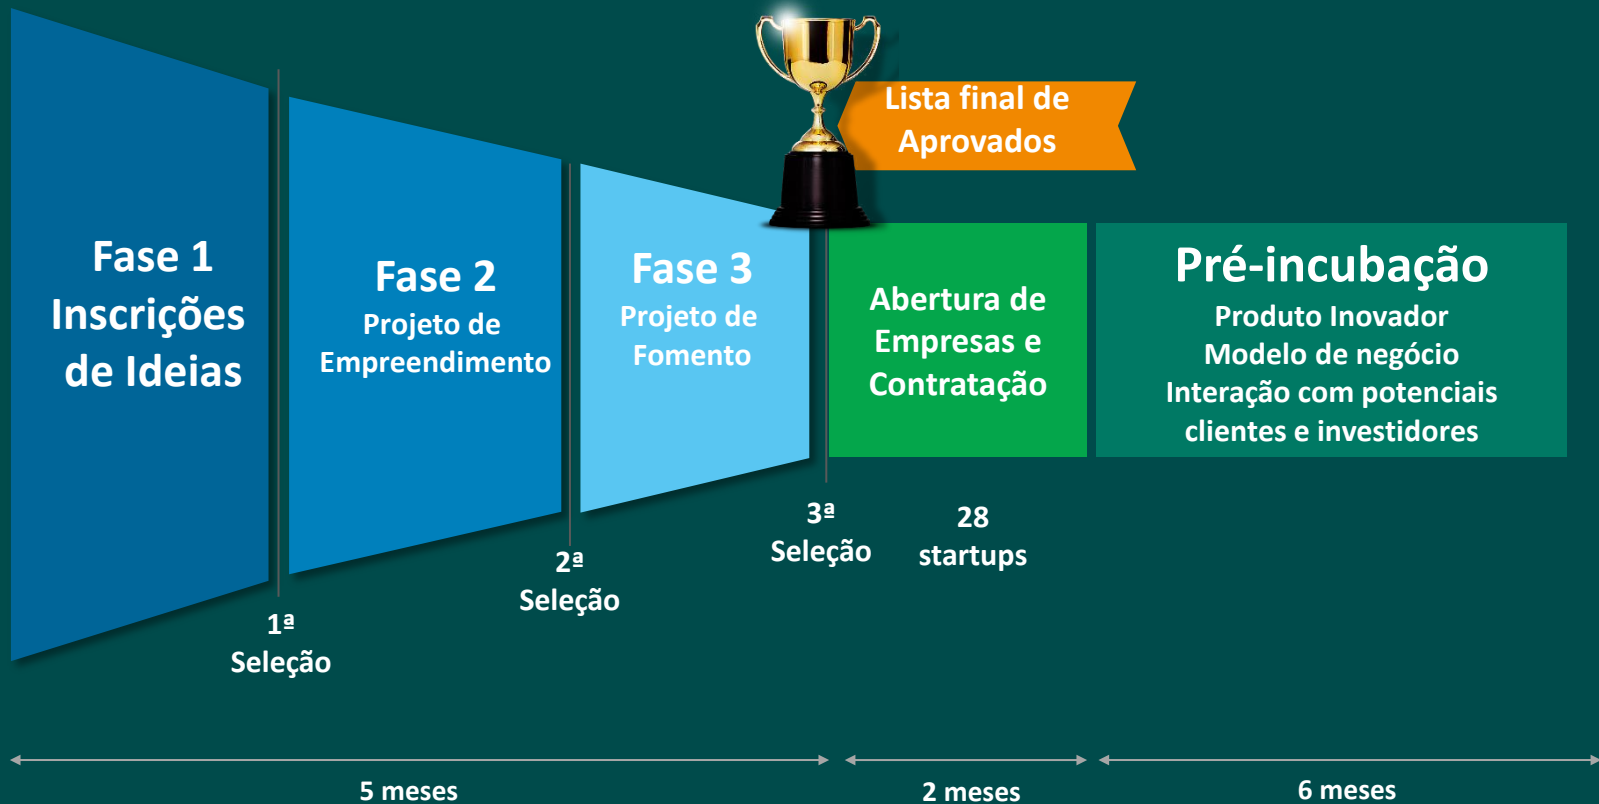 Lista final de
Aprovados
Fase 1
Inscrições
de Ideias
Fase 2
Projeto de
Empreendimento
Fase 3
Projeto de
Fomento
Abertura de
Empresas e
Contratação
Pré-incubação
Produto Inovador
Modelo de negócio
Interação com potenciais
clientes e investidores
1ª
Seleção
2ª
Seleção
3ª
Seleção
28
startups
5 meses
2 meses
6 meses